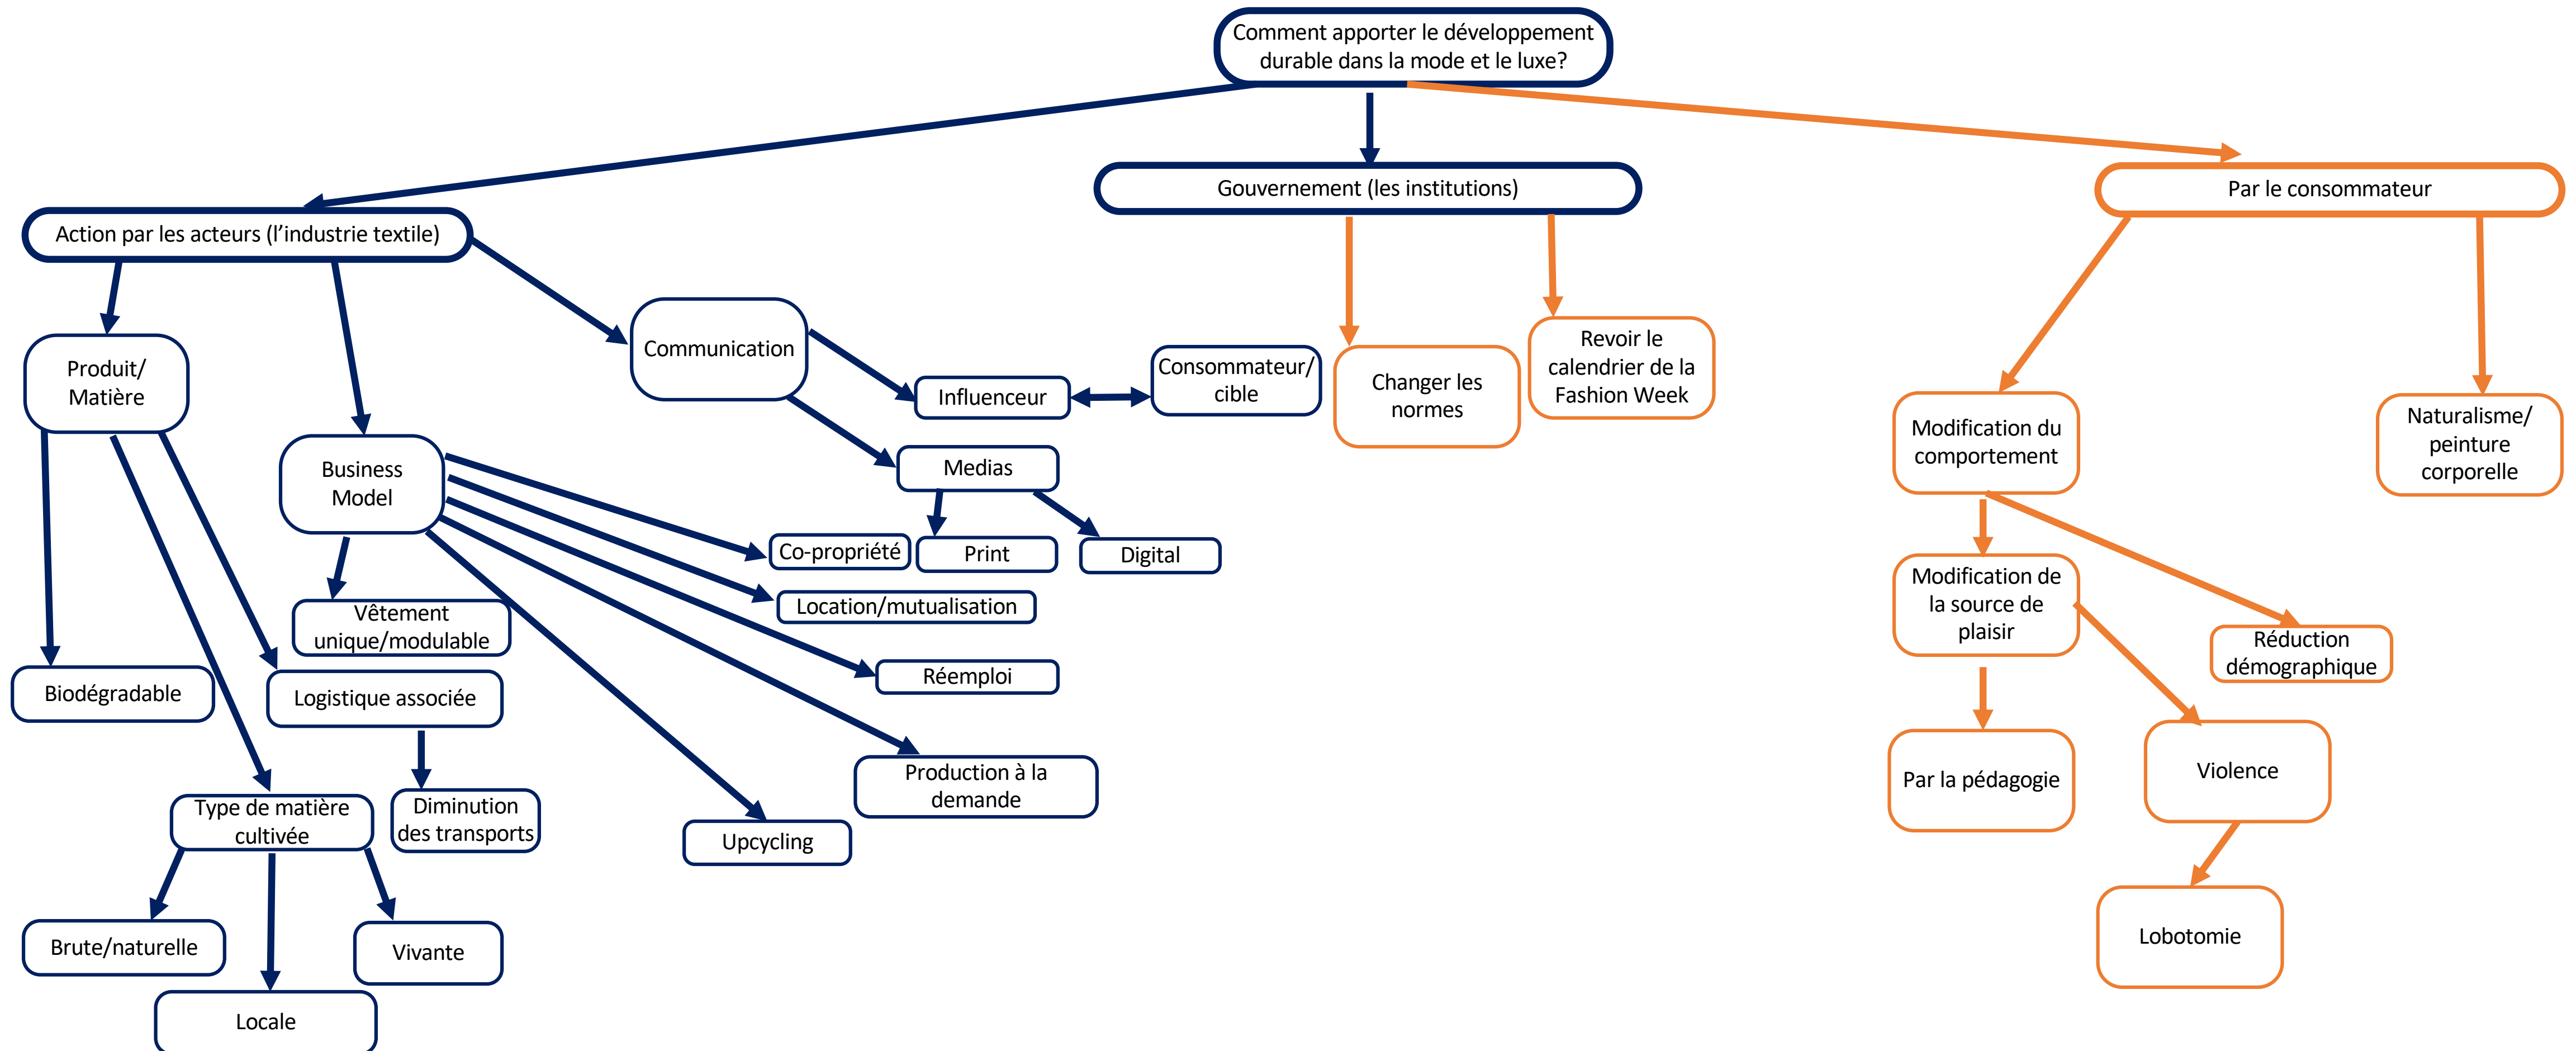 Comment apporter le développement
durable dans la mode et le luxe?
Gouvernement (les institutions)
Par le consommateur
Action par les acteurs (l'industrie textile)
Communication
Produit/
Matière
Business
Model
Influenceur
Consommateur/
cible
Changer les
normes
Revoir le
calendrier de la
Fashion Week
Modification du
comportement
Naturalisme/
peinture
corporelle
Medias
Co-propriété
Print
Digital
Location/mutualisation
Vêtement
unique/modulable
Modification de
la source de
plaisir
Réduction
démographique
Réemploi
Biodégradable
Logistique associée
Production à la
demande
Par la pédagogie
Violence
Type de matière
cultivée
Diminution
des transports
Upcycling
Brute/naturelle
Vivante
Lobotomie
Locale